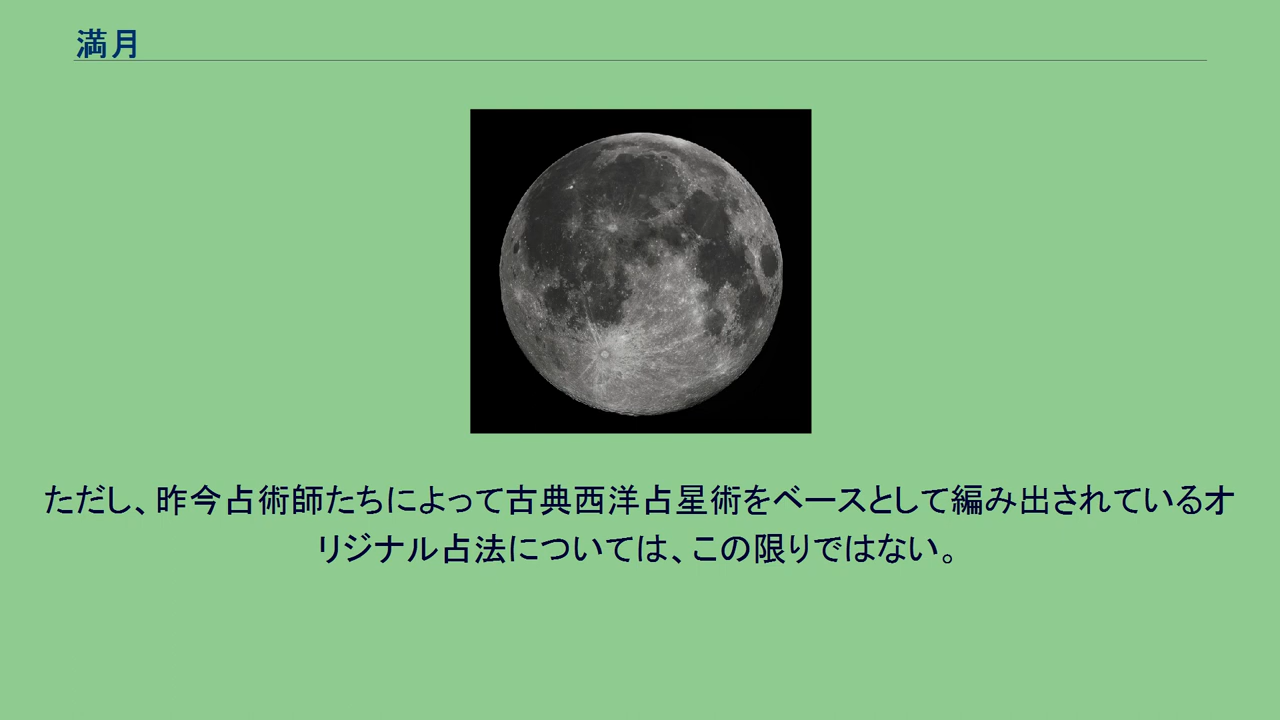 満月
ただし、昨今占術師たちによって古典西洋占星術をベースとして編み出されているオ
リジナル占法については、この限りではない。